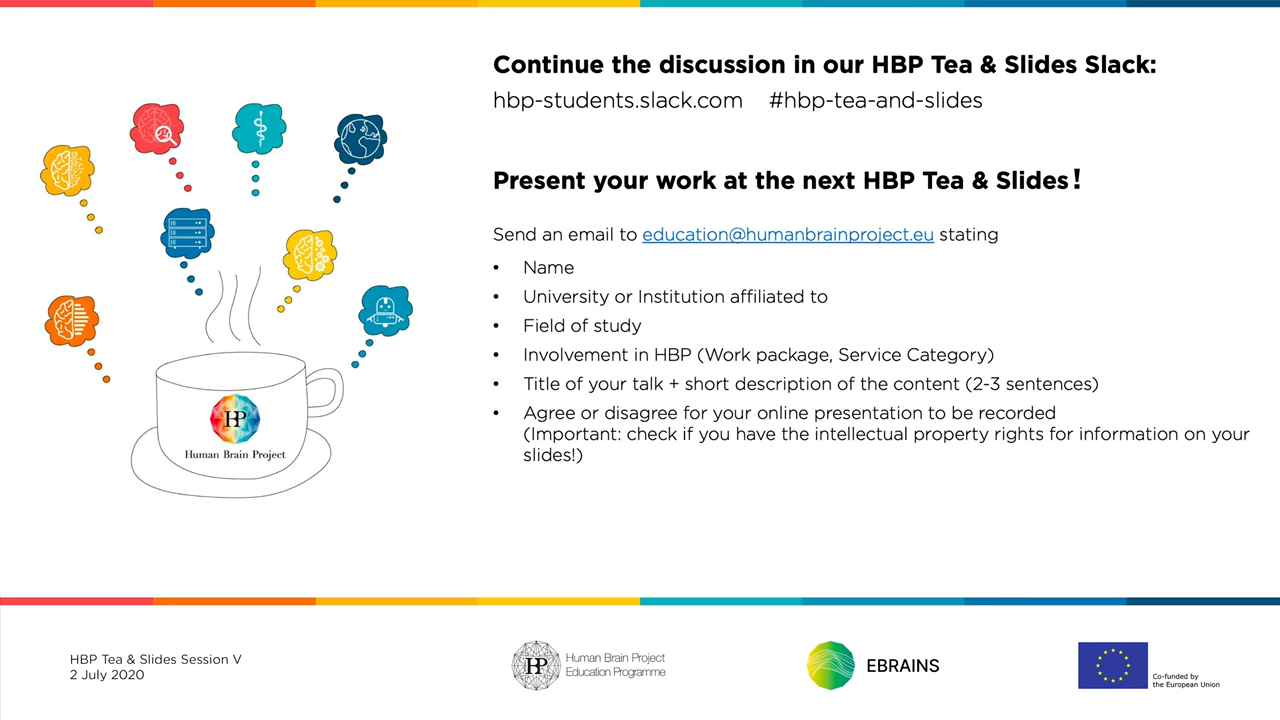 Continue the discussion in our HBP Tea & Slides Slack:
hbp-students.slack.com #hbp-tea-and-slides
Present your work at the next HBP Tea & Slides!
Send an email to education@humanbrainproject.eu stating
• Name
• University or Institution affiliated to
• Field of study
• Involvement in HBP (Work package, Service Category)
• Title of your talk + short description of the content (2-3 sentences)
• Agree or disagree for your online presentation to be recorded
(Important: check if you have the intellectual property rights for information on your
slides!)
HP
Human Brain Project
HBP Tea & Slides Session V
2 July 2020
HP
Human Brain Project
Education Programme
EBRAINS
Co-funded by
the European Union